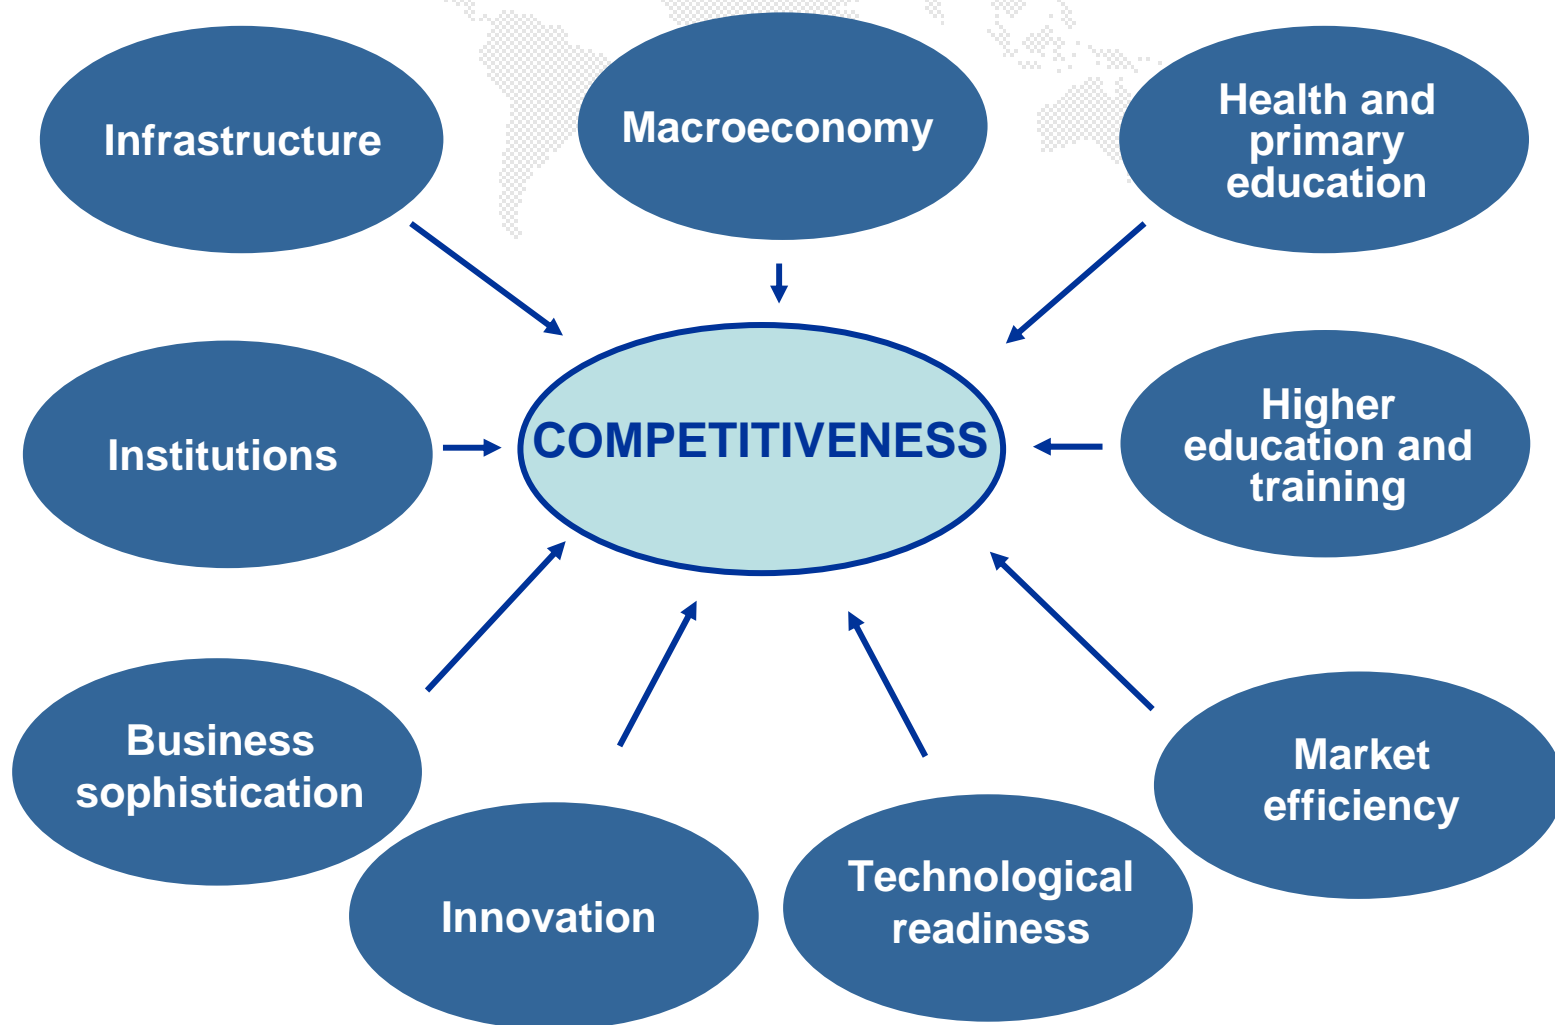 Infrastructure
Macroeconomy
Health and
primary
education
Institutions
COMPETITIVENESS
Higher
education and
training
Business
sophistication
Market
efficiency
Innovation
Technological
readiness